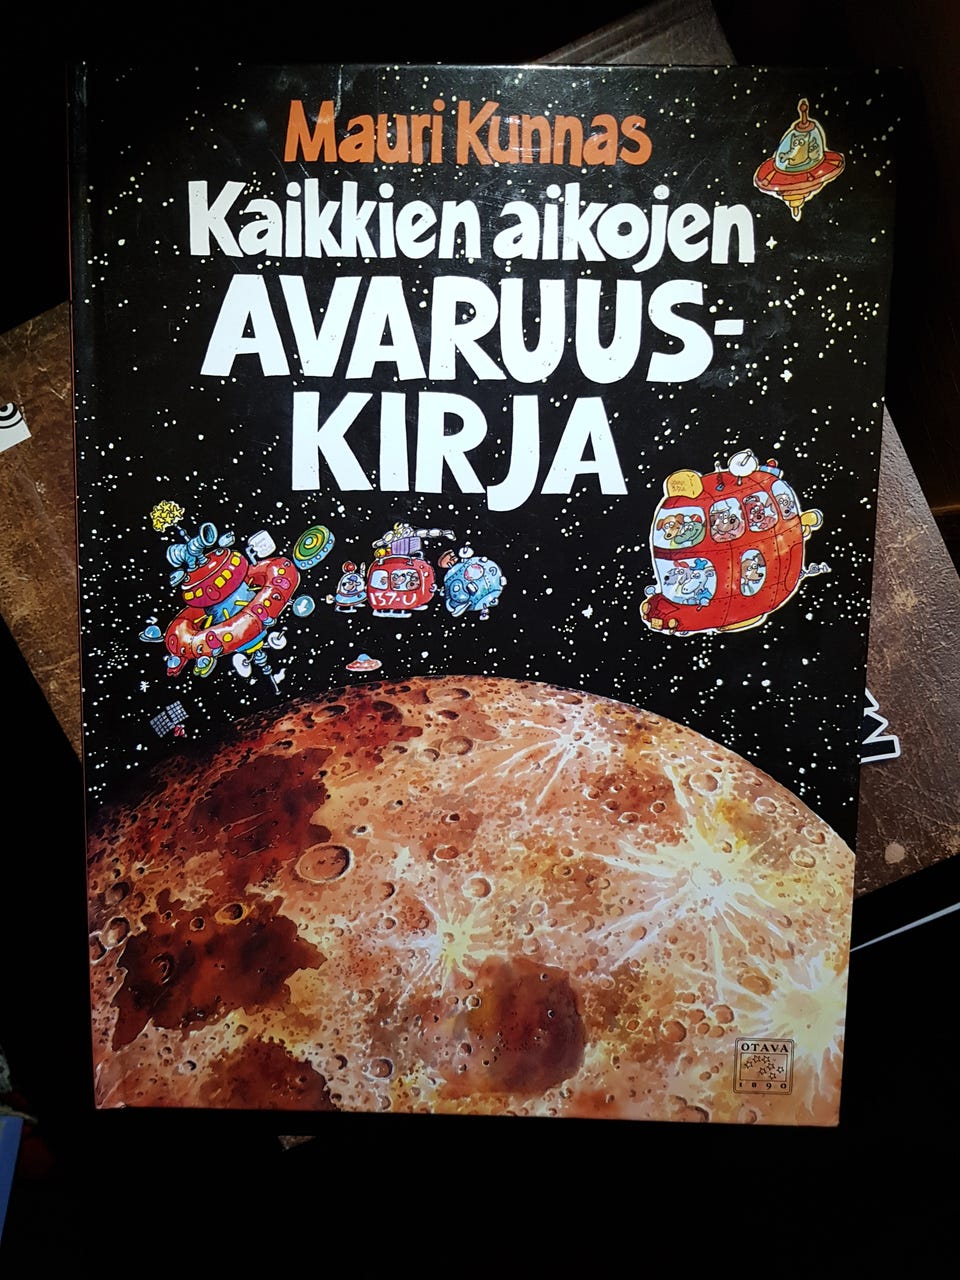 Mauri Kunnas
Kaikkien aikojen
AVARUUS-
KIRJA
137-U
OTAVA
1890